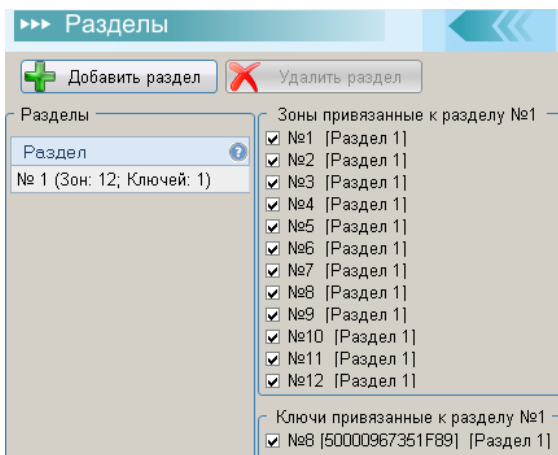 ▸▸▸ Разделы
Добавить раздел Удалить раздел
Разделы
Раздел
№ 1 (Зон: 12; Ключей: 1)
Зоны привязанные к разделу №1
№1 [Раздел 1]
№2 [Раздел 1]
№3 [Раздел 1]
№4 [Раздел 1]
№5 [Раздел 1]
№6 [Раздел 1]
№7 [Раздел 1]
№8 [Раздел 1]
№9 [Раздел 1]
№10 [Раздел 1]
№11 [Раздел 1]
№12 [Раздел 1]
Ключи привязанные к разделу №1
№8 [50000967351F89] [Раздел 1]